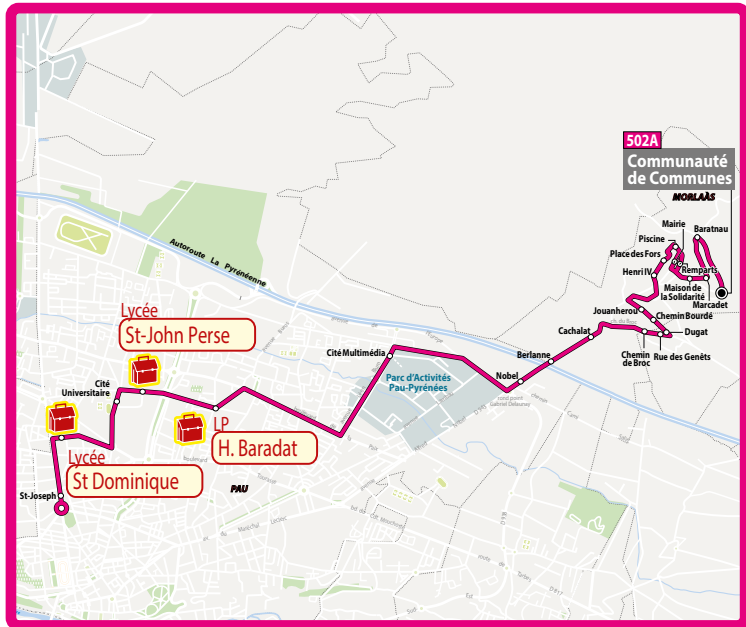 502A
Communauté
de Communes
MORLAÀS
Mairie
Baratnau
Piscine
Place des Fors
Remparts
Henri IV
Maison de
la Solidarité
Marcadet
Jouanherou
Chemin Bourdé
Dugat
Cachalat
Chemin
de Broc
Rue des Genêts
Berlanne
Nobel
Autoroute La Pyrénéenne
Cité Multimédia
Parc d'Activités
Pau-Pyrénées
Lycée
St-John Perse
Cité
Universitaire
LP
H. Baradat
Lycée
St Dominique
PAU
St-Joseph